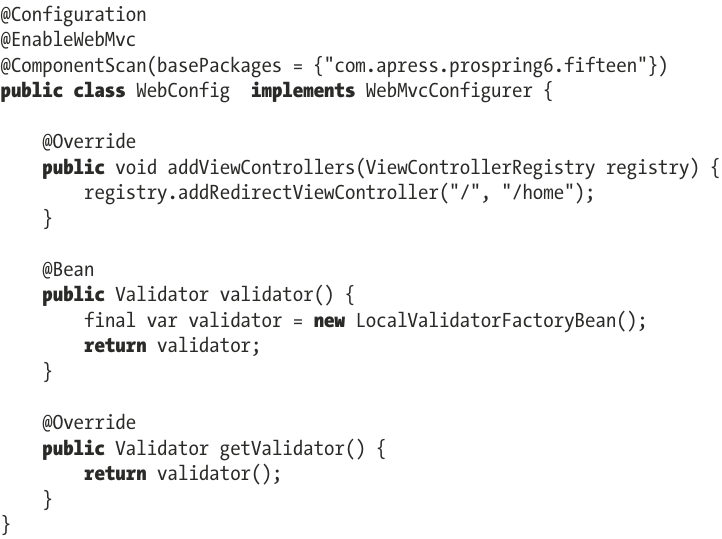 @Configuration
@EnableWebMvc
@ComponentScan(basePackages = {"com.apress.prospring6.fifteen"})
public class WebConfig  implements WebMvcConfigurer {

    @Override
    public void addViewControllers(ViewControllerRegistry registry) {
        registry.addRedirectViewController("/", "/home");
    }

    @Bean
    public Validator validator() {
        final var validator = new LocalValidatorFactoryBean();
        return validator;
    }

    @Override
    public Validator getValidator() {
        return validator();
    }
}